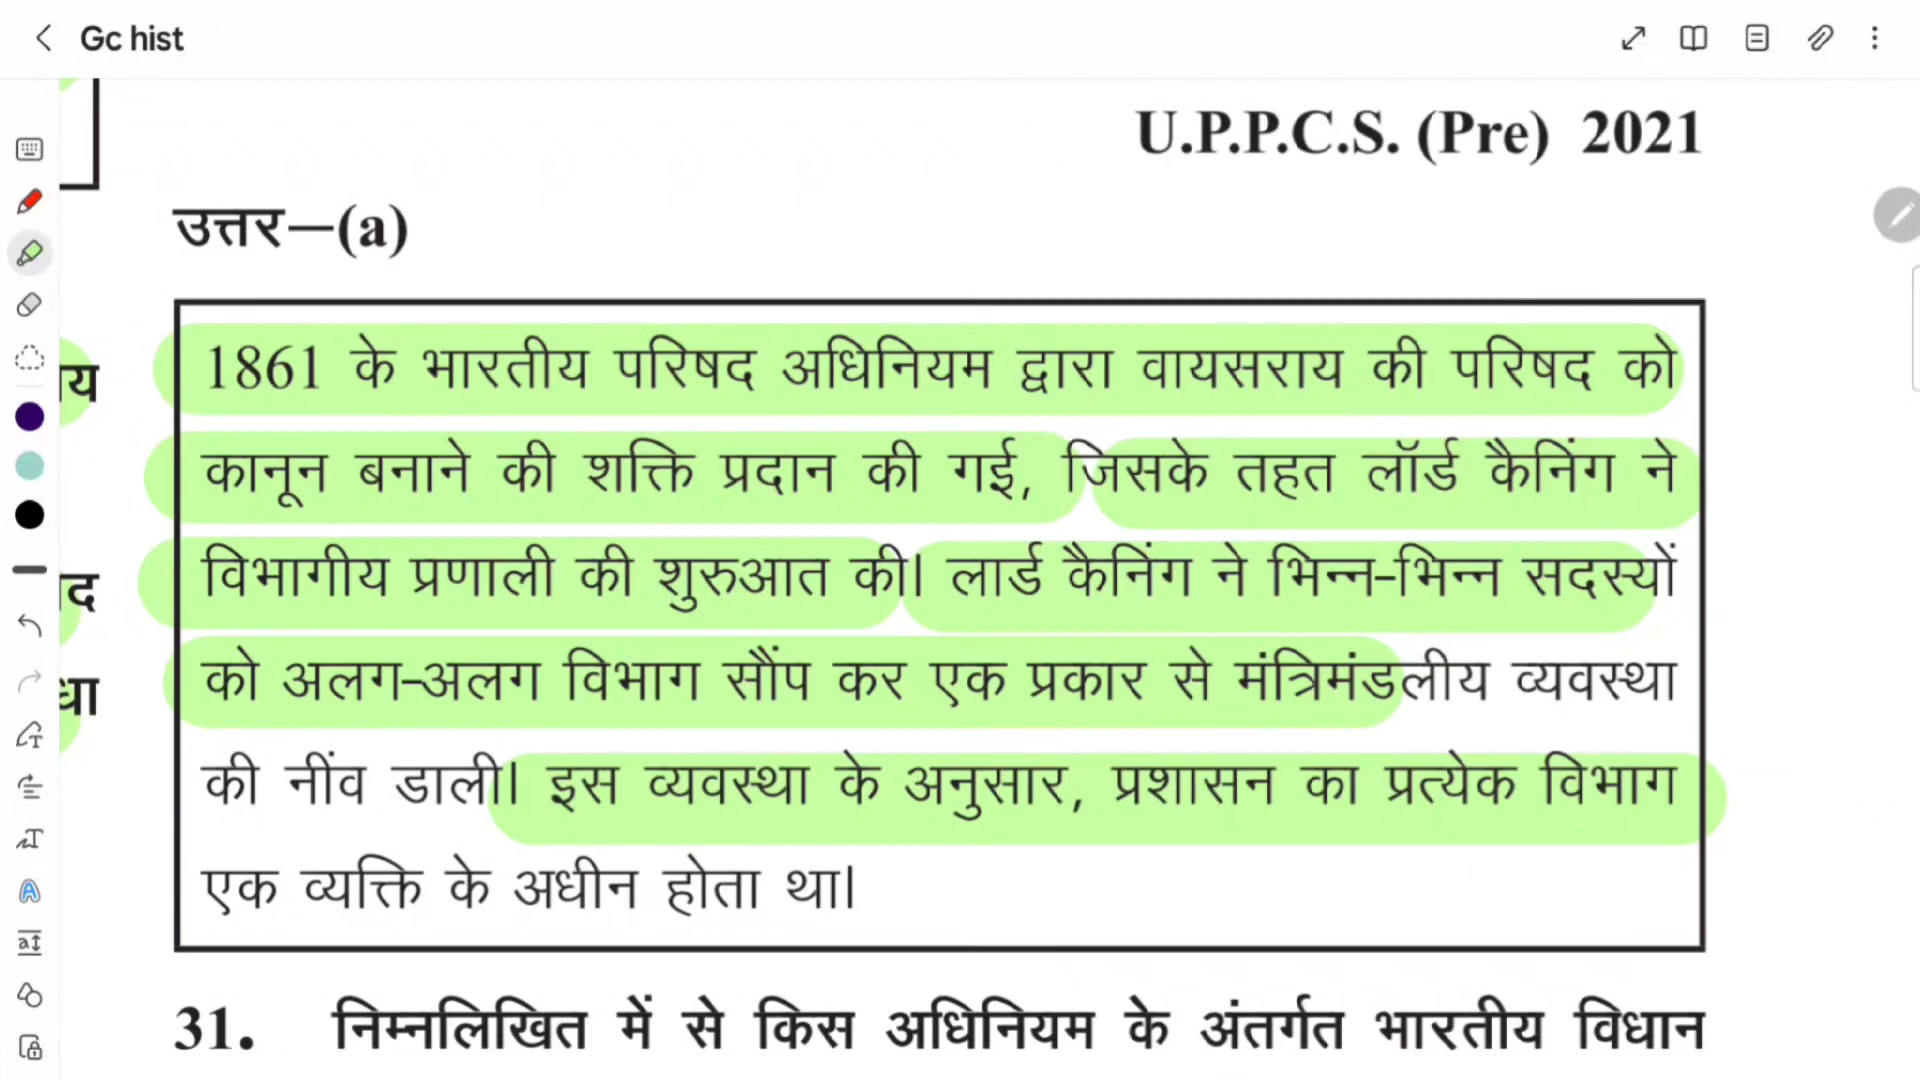 Gc hist
U.P.P.C.S. (Pre) 2021
उत्तर—(a)
1861 के भारतीय परिषद अधिनियम द्वारा वायसराय की परिषद को
कानून बनाने की शक्ति प्रदान की गई, जिसके तहत लॉर्ड कैनिंग ने
विभागीय प्रणाली की शुरुआत की। लार्ड कैनिंग ने भिन्न-भिन्न सदस्यों
को अलग-अलग विभाग सौंप कर एक प्रकार से मंत्रिमंडलीय व्यवस्था
की नींव डाली। इस व्यवस्था के अनुसार, प्रशासन का प्रत्येक विभाग
एक व्यक्ति के अधीन होता था।
31. निम्नलिखित में से किस अधिनियम के अंतर्गत भारतीय विधान